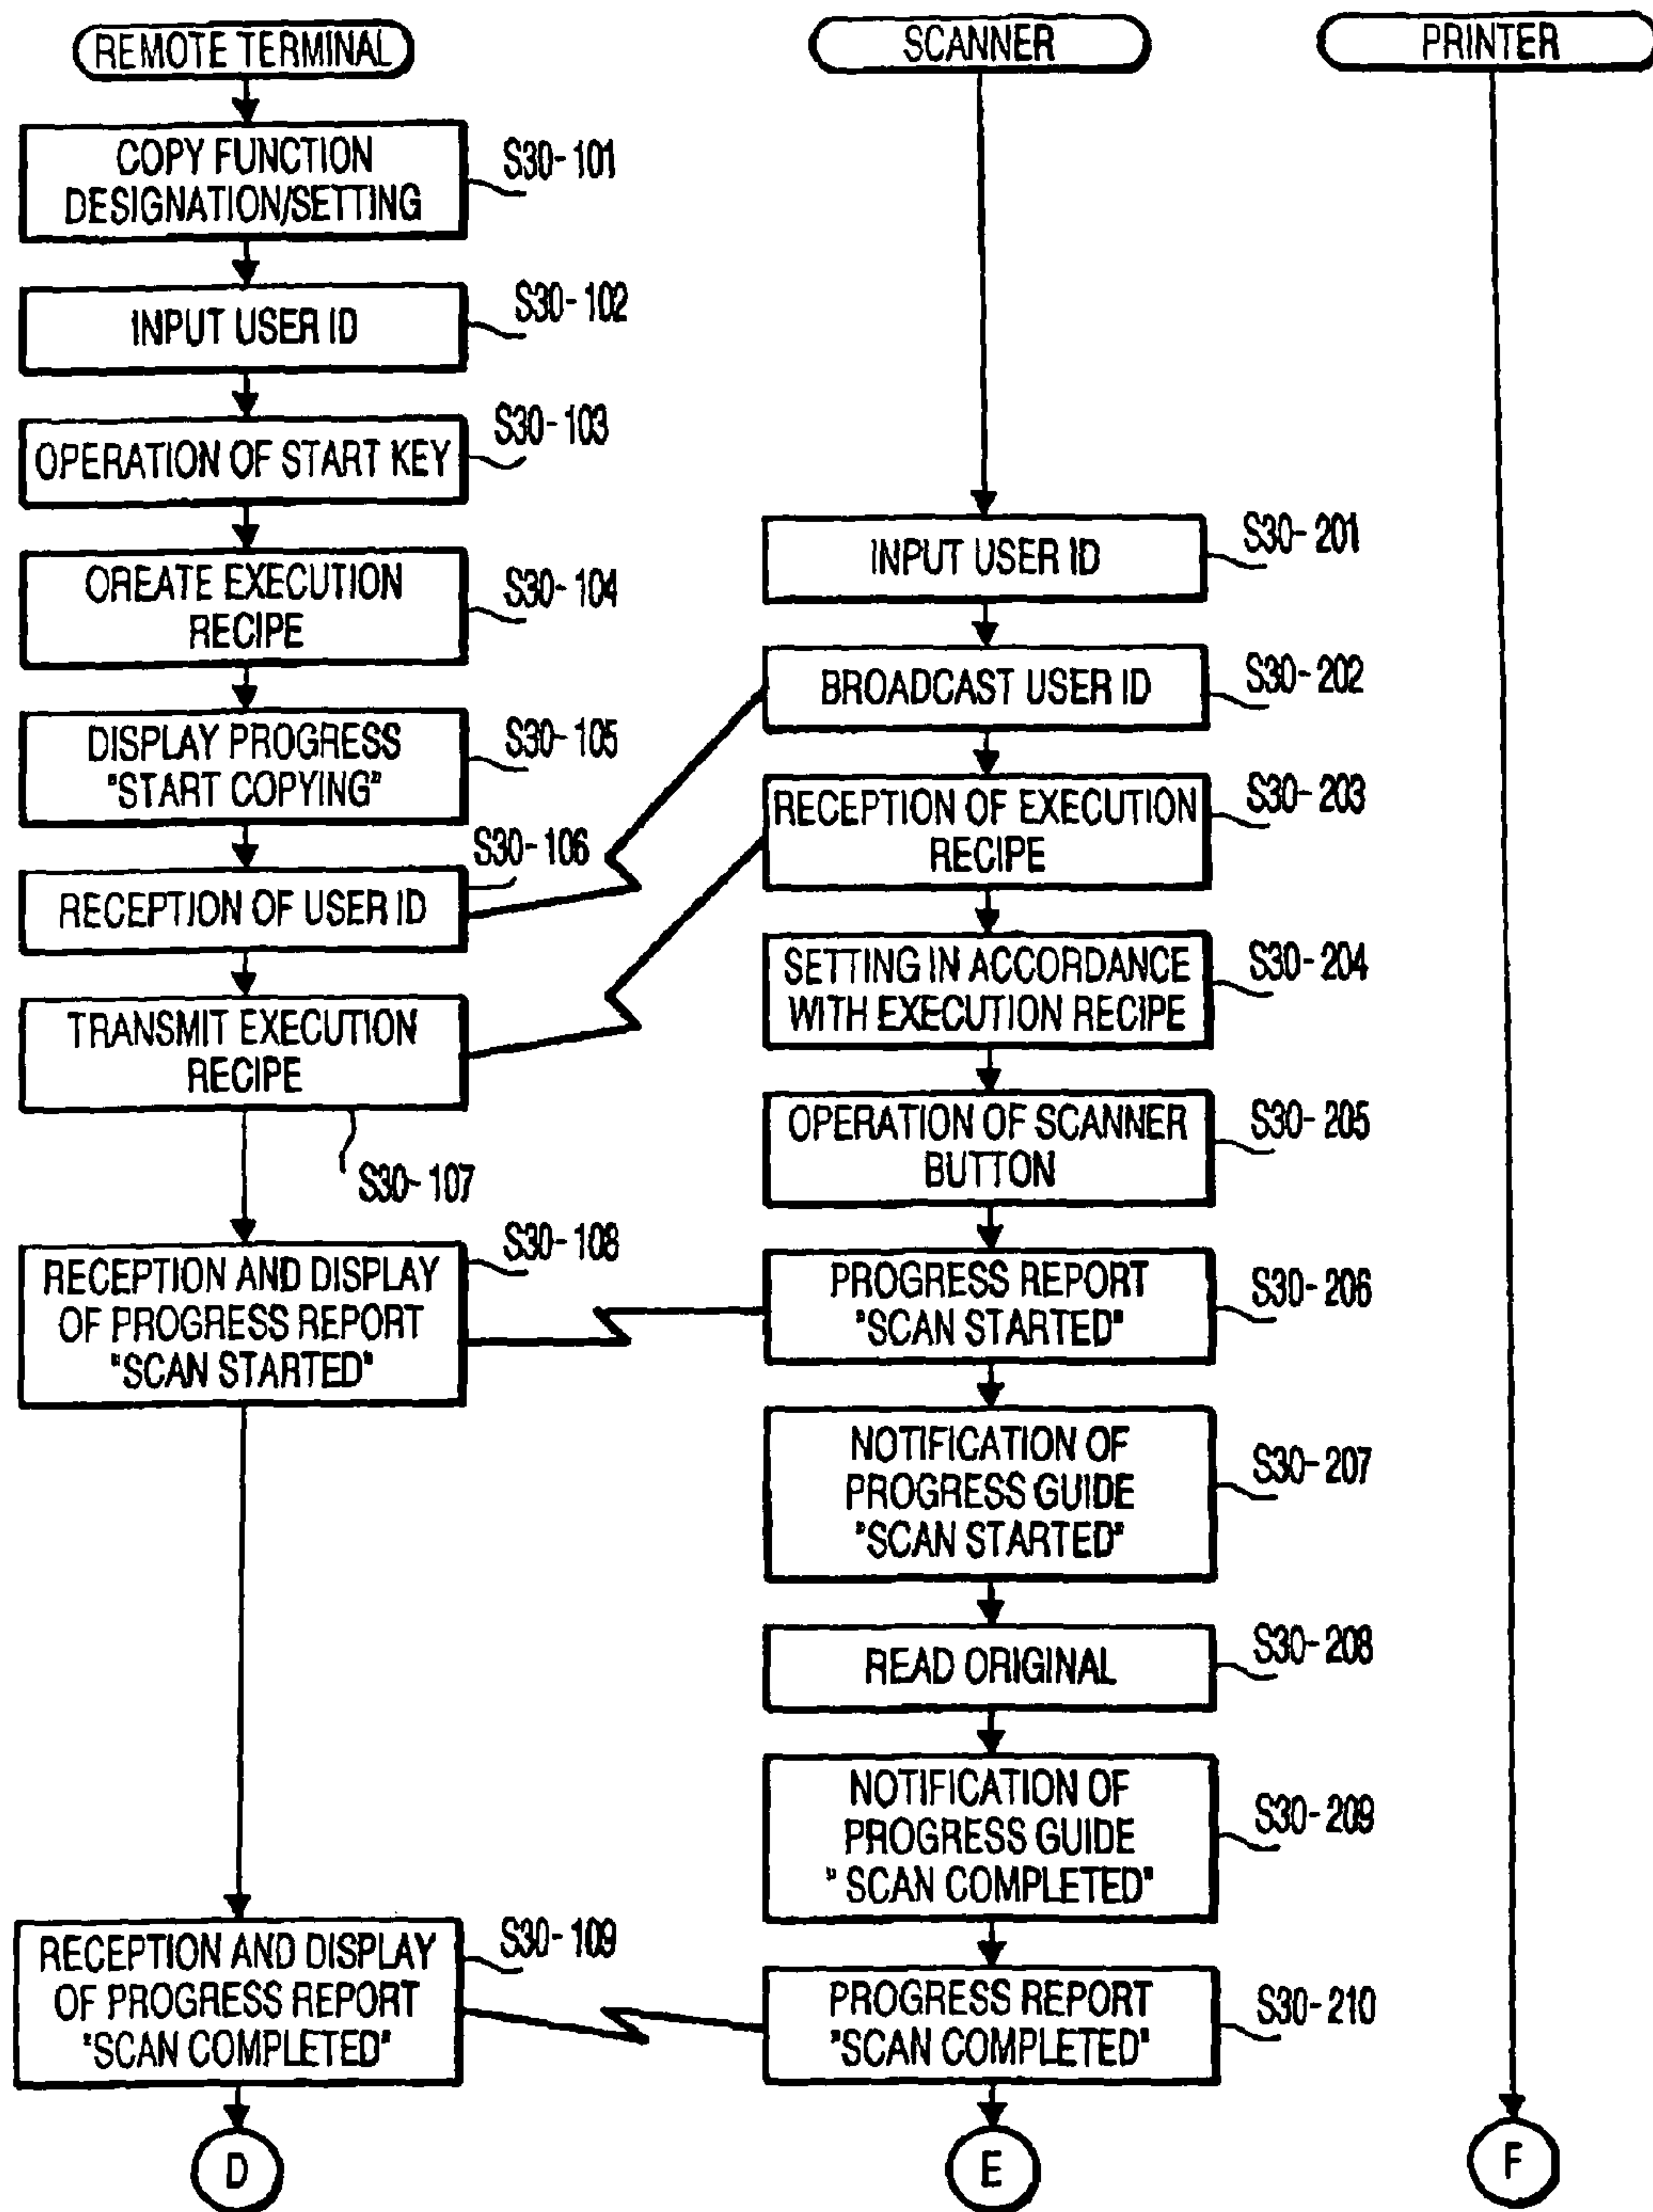 REMOTE TERMINAL
COPY FUNCTION
DESIGNATION/SETTING
S30-101
INPUT USER ID
S30-102
OPERATION OF START KEY
S30-103
OREATE EXECUTION
RECIPE
S30-104
DISPLAY PROGRESS
"START COPYING"
S30-105
RECEPTION OF USER ID
S30-106
TRANSMIT EXECUTION
RECIPE
S30-107
RECEPTION AND DISPLAY
OF PROGRESS REPORT
"SCAN STARTED"
S30-108
RECEPTION AND DISPLAY
OF PROGRESS REPORT
"SCAN COMPLETED"
S30-109
D
SCANNER
INPUT USER ID
S30-201
BROADCAST USER ID
S30-202
RECEPTION OF EXECUTION
RECIPE
S30-203
SETTING IN ACCORDANCE
WITH EXECUTION RECIPE
S30-204
OPERATION OF SCANNER
BUTTON
S30-205
PROGRESS REPORT
"SCAN STARTED"
S30-206
NOTIFICATION OF
PROGRESS GUIDE
"SCAN STARTED"
S30-207
READ ORIGINAL
S30-208
NOTIFICATION OF
PROGRESS GUIDE
" SCAN COMPLETED"
S30-209
PROGRESS REPORT
"SCAN COMPLETED"
S30-210
E
PRINTER
F